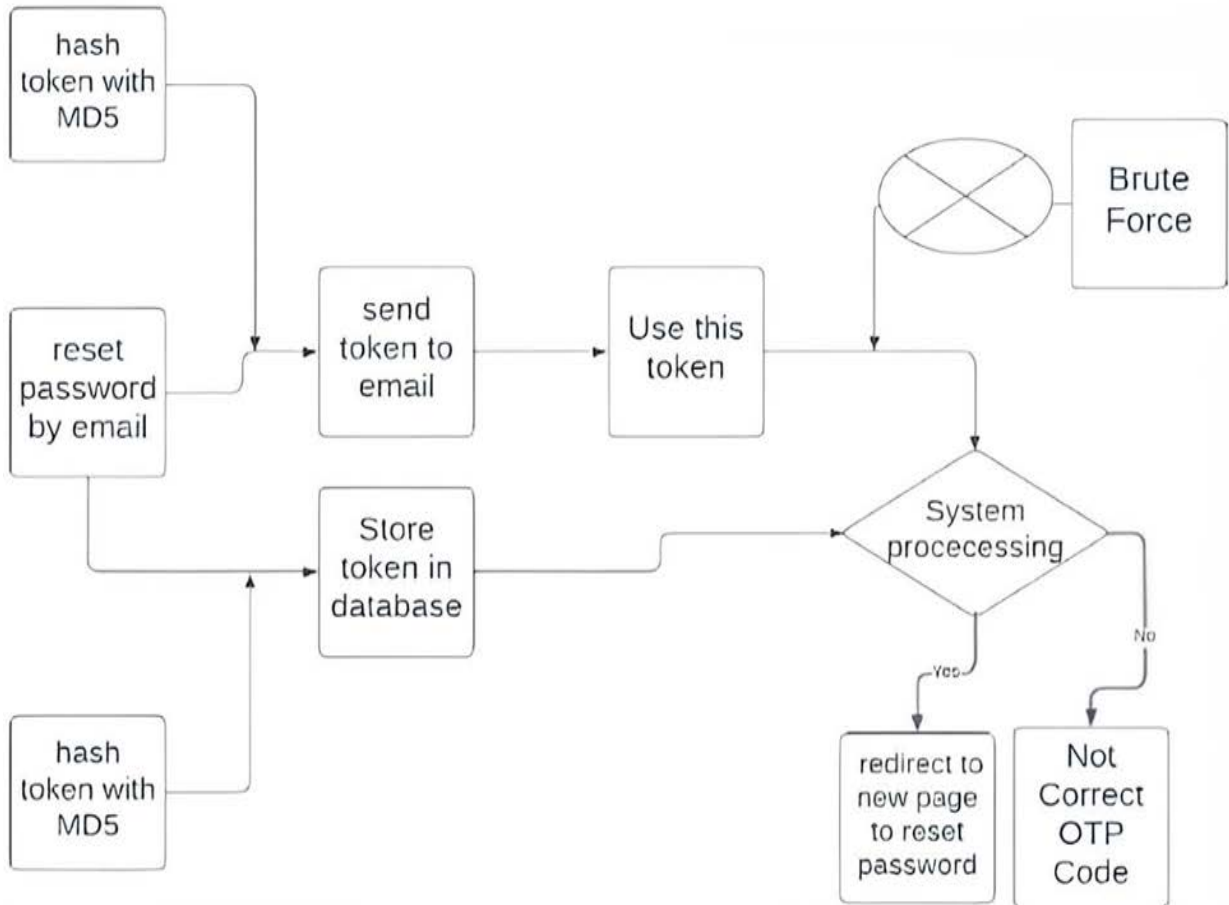 hash
token with
MD5
Brute
Force
send
token to
email
Use this
token
reset
password
by email
Store
token in
database
System
procecessing
No
Yes
hash
token with
MD5
redirect to
new page
to reset
password
Not
Correct
OTP
Code